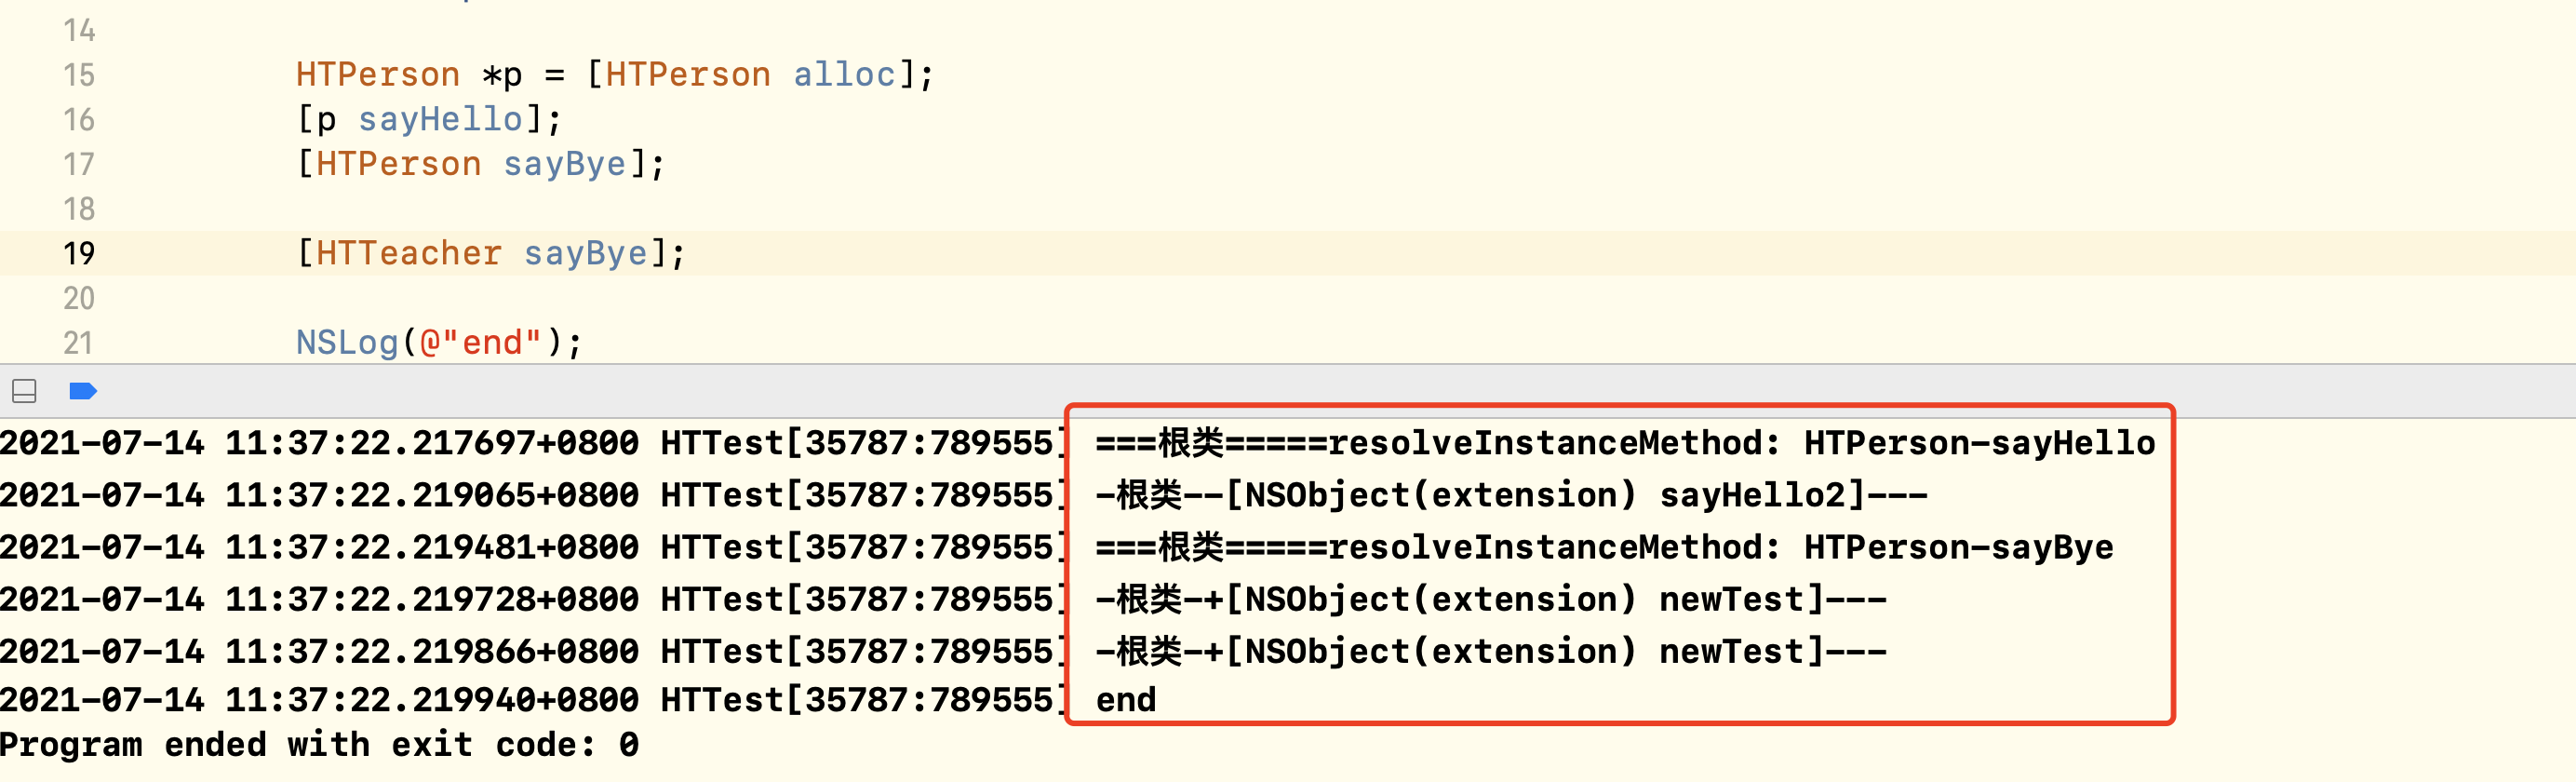 14
15 HTPerson *p = [HTPerson alloc];
16 [p sayHello];
17 [HTPerson sayBye];
18
19 [HTTeacher sayBye];
20
21 NSLog(@"end");
2021-07-14 11:37:22.217697+0800 HTTest[35787:789555] ===根类=====resolveInstanceMethod: HTPerson-sayHello
2021-07-14 11:37:22.219065+0800 HTTest[35787:789555] -根类--[NSObject(extension) sayHello2]---
2021-07-14 11:37:22.219481+0800 HTTest[35787:789555] ===根类=====resolveInstanceMethod: HTPerson-sayBye
2021-07-14 11:37:22.219728+0800 HTTest[35787:789555] -根类-+[NSObject(extension) newTest]---
2021-07-14 11:37:22.219866+0800 HTTest[35787:789555] -根类-+[NSObject(extension) newTest]---
2021-07-14 11:37:22.219940+0800 HTTest[35787:789555] end
Program ended with exit code: 0